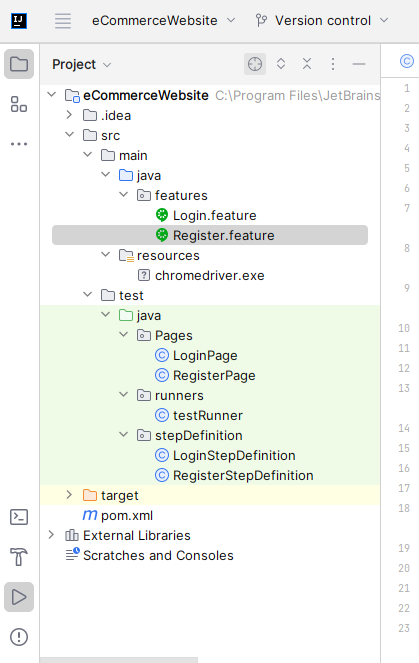 IJ
eCommerceWebsite Version control
Project
eCommerceWebsite C:\Program Files\JetBrains
.idea
src
main
java
features
Login.feature
Register.feature
resources
chromedriver.exe
test
java
Pages
LoginPage
RegisterPage
runners
testRunner
stepDefinition
LoginStepDefinition
RegisterStepDefinition
target
pom.xml
External Libraries
Scratches and Consoles
1
2
3
4
5
6
7
8
9
10
11
12
13
14
15
16
17
18
19
20
21
22
23